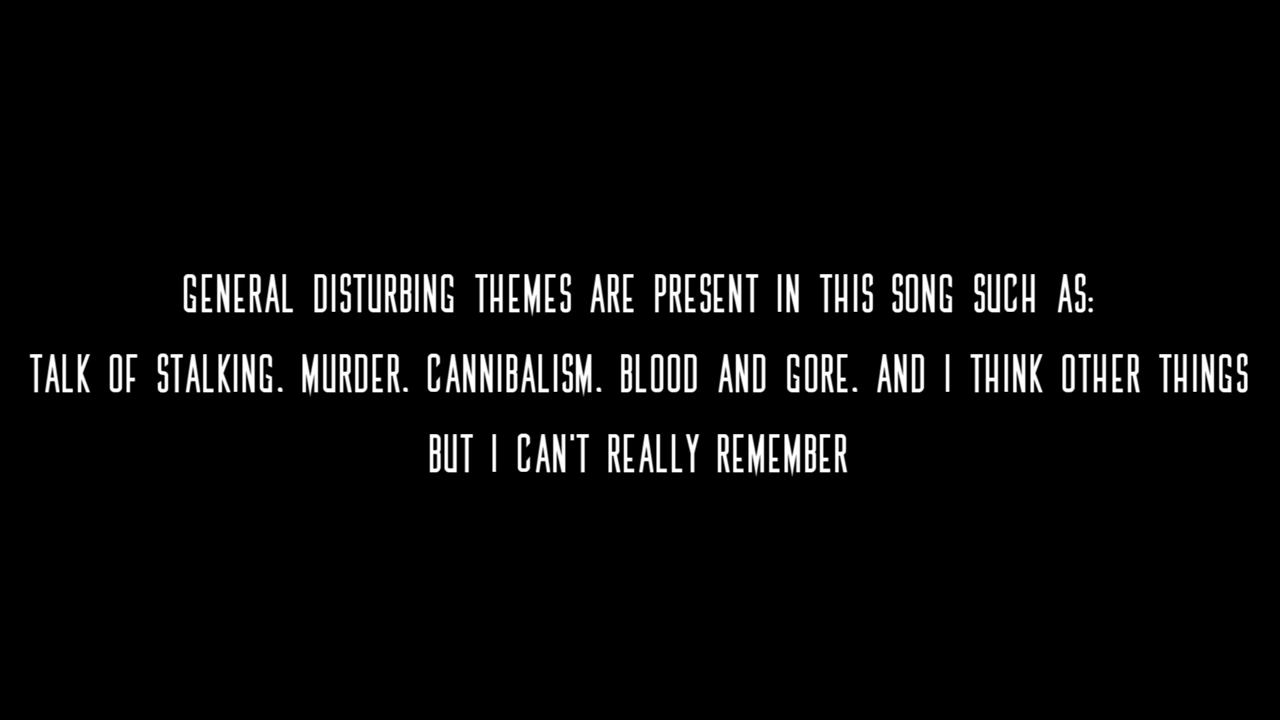 GENERAL DISTURBING THEMES ARE PRESENT IN THIS SONG SUCH AS:
TALK OF STALKING. MURDER. CANNIBALISM. BLOOD AND GORE. AND I THINK OTHER THINGS
BUT I CAN'T REALLY REMEMBER